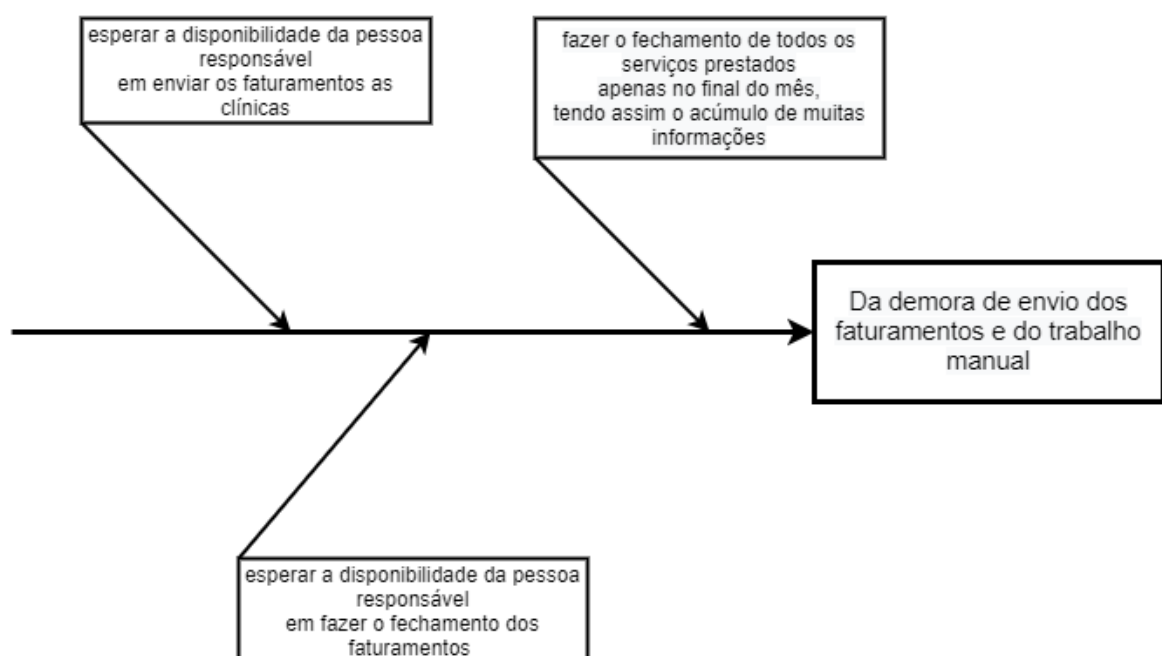 esperar a disponibilidade da pessoa
responsável
em enviar os faturamentos as
clínicas
fazer o fechamento de todos os
serviços prestados
apenas no final do mês,
tendo assim o acúmulo de muitas
informações
Da demora de envio dos
faturamentos e do trabalho
manual
esperar a disponibilidade da pessoa
responsável
em fazer o fechamento dos
faturamentos